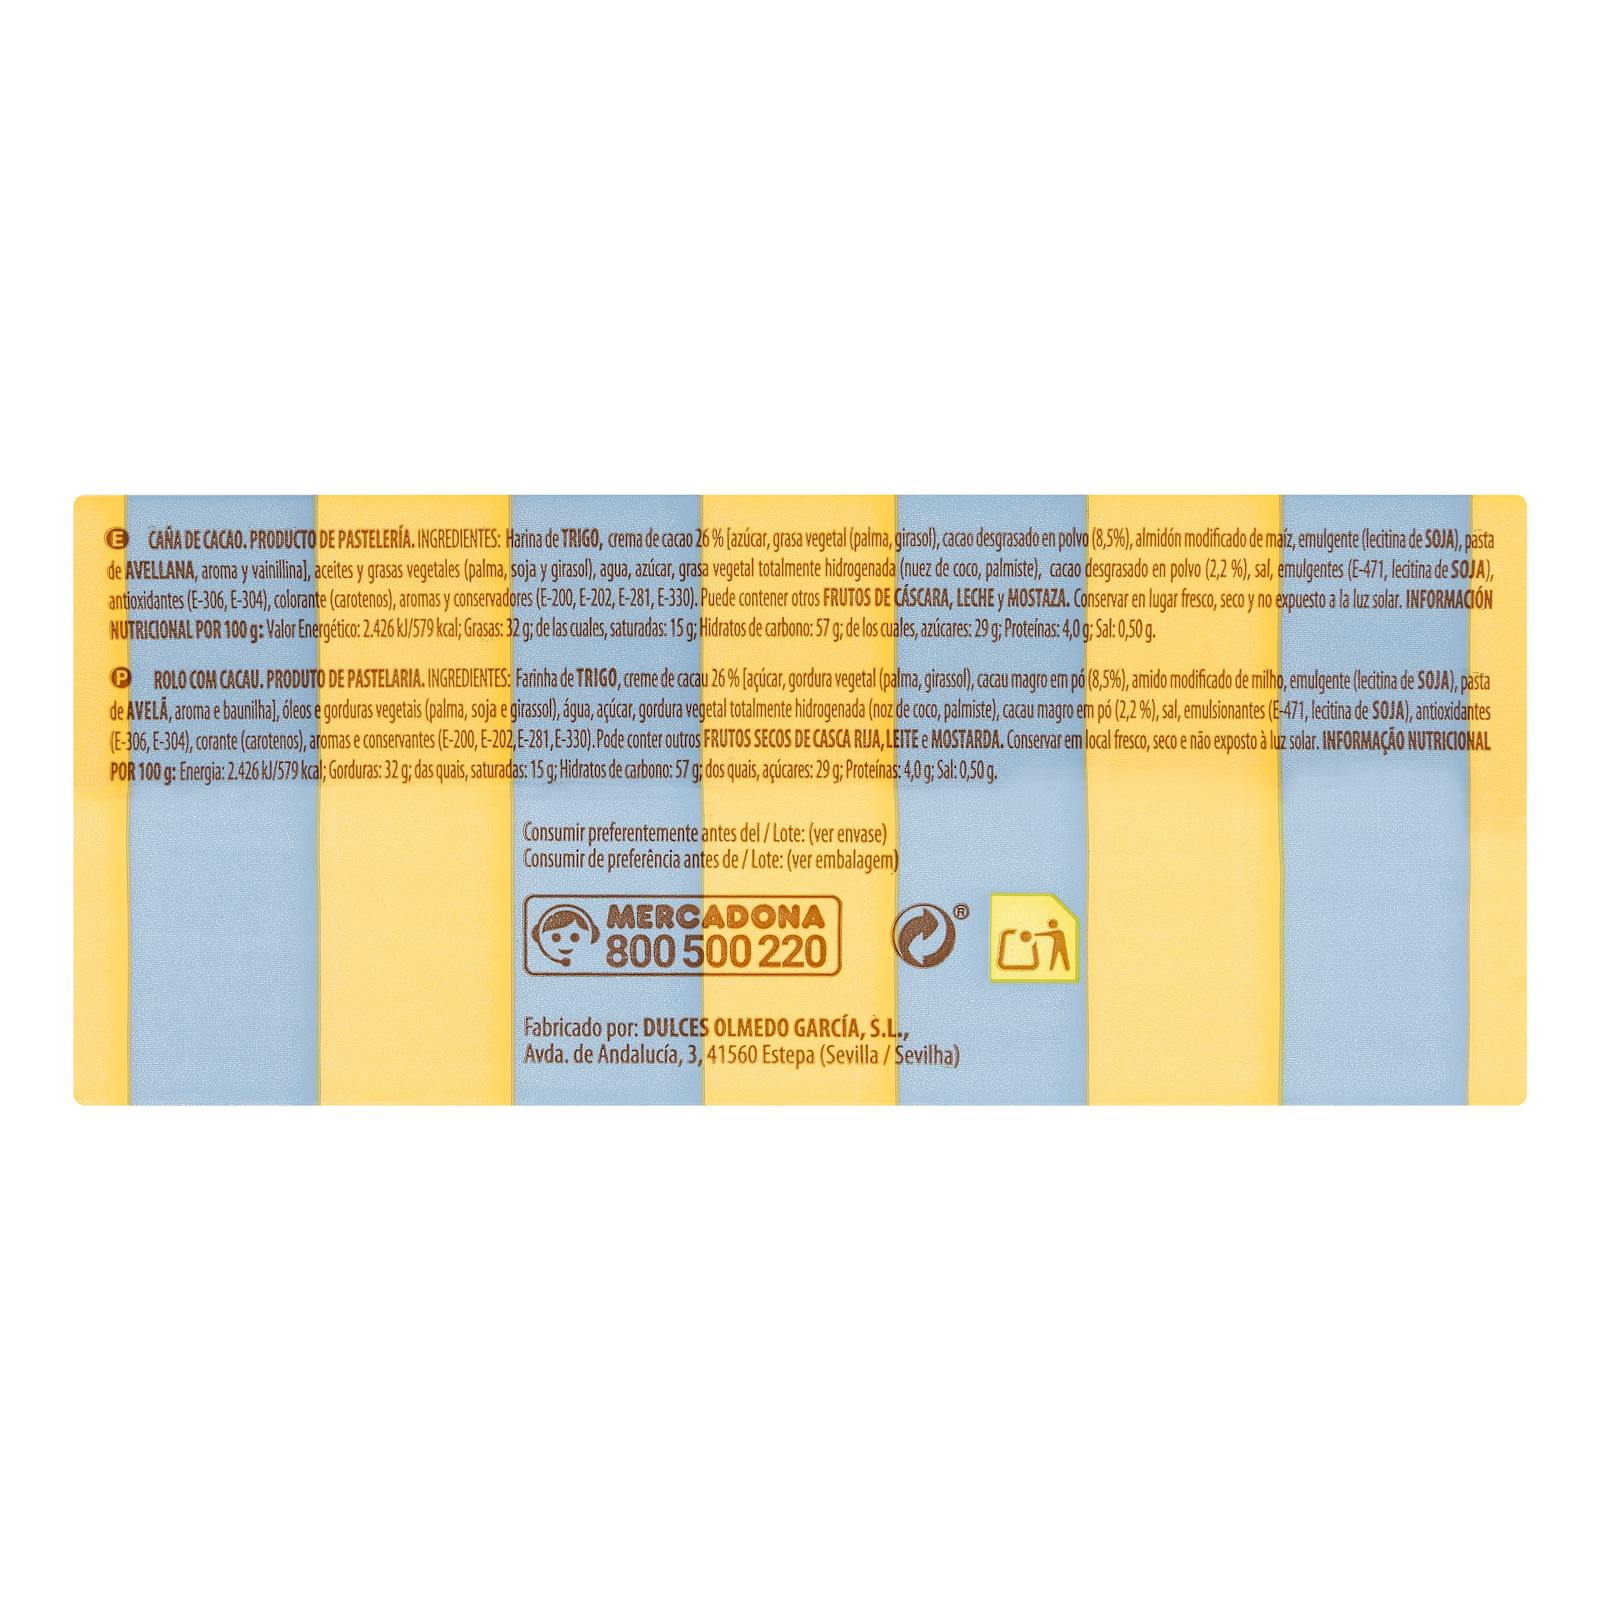 E CAÑA DE CACAO. PRODUCTO DE PASTELERÍA. INGREDIENTES: Harina de TRIGO, crema de cacao 26 % [azúcar, grasa vegetal (palma, girasol), cacao desgrasado en polvo (8,5%), almidón modificado de maíz, emulgente (lecitina de SOJA), pasta
de AVELLANA, aroma y vainillina], aceites y grasas vegetales (palma, soja y girasol), agua, azúcar, grasa vegetal totalmente hidrogenada (nuez de coco, palmiste), cacao desgrasado en polvo (2,2 %), sal, emulgentes (E-471, lecitina de SOJA),
antioxidantes (E-306, E-304), colorante (carotenos), aromas y conservadores (E-200, E-202, E-281, E-330). Puede contener otros FRUTOS DE CÁSCARA, LECHE y MOSTAZA. Conservar en lugar fresco, seco y no expuesto a la luz solar. INFORMACIÓN
NUTRICIONAL POR 100 g: Valor Energético: 2.426 kJ/579 kcal; Grasas: 32 g; de las cuales, saturadas: 15 g; Hidratos de carbono: 57 g; de los cuales, azúcares: 29 g; Proteínas: 4,0 g; Sal: 0,50 g.
P ROLO COM CACAU. PRODUTO DE PASTELARIA. INGREDIENTES: Farinha de TRIGO, creme de cacau 26 % [açúcar, gordura vegetal (palma, girassol), cacau magro em pó (8,5%), amido modificado de milho, emulgente (lecitina de SOJA), pasta
de AVELÃ, aroma e baunilha], óleos e gorduras vegetais (palma, soja e girassol), água, açúcar, gordura vegetal totalmente hidrogenada (noz de coco, palmiste), cacau magro em pó (2,2 %), sal, emulsionantes (E-471, lecitina de SOJA), antioxidantes
(E-306, E-304), corante (carotenos), aromas e conservantes (E-200, E-202, E-281, E-330). Pode conter outros FRUTOS SECOS DE CASCA RIJA, LEITE e MOSTARDA. Conservar em local fresco, seco e não exposto à luz solar. INFORMAÇÃO NUTRICIONAL
POR 100 g: Energia: 2.426 kJ/579 kcal; Gorduras: 32 g; das quais, saturadas: 15 g; Hidratos de carbono: 57 g; dos quais, açúcares: 29 g; Proteínas: 4,0 g; Sal: 0,50 g.
Consumir preferentemente antes del / Lote: (ver envase)
Consumir de preferência antes de / Lote: (ver embalagem)
MERCADONA
800 500 220
®
Fabricado por: DULCES OLMEDO GARCÍA, S.L.,
Avda. de Andalucía, 3, 41560 Estepa (Sevilla / Sevilha)